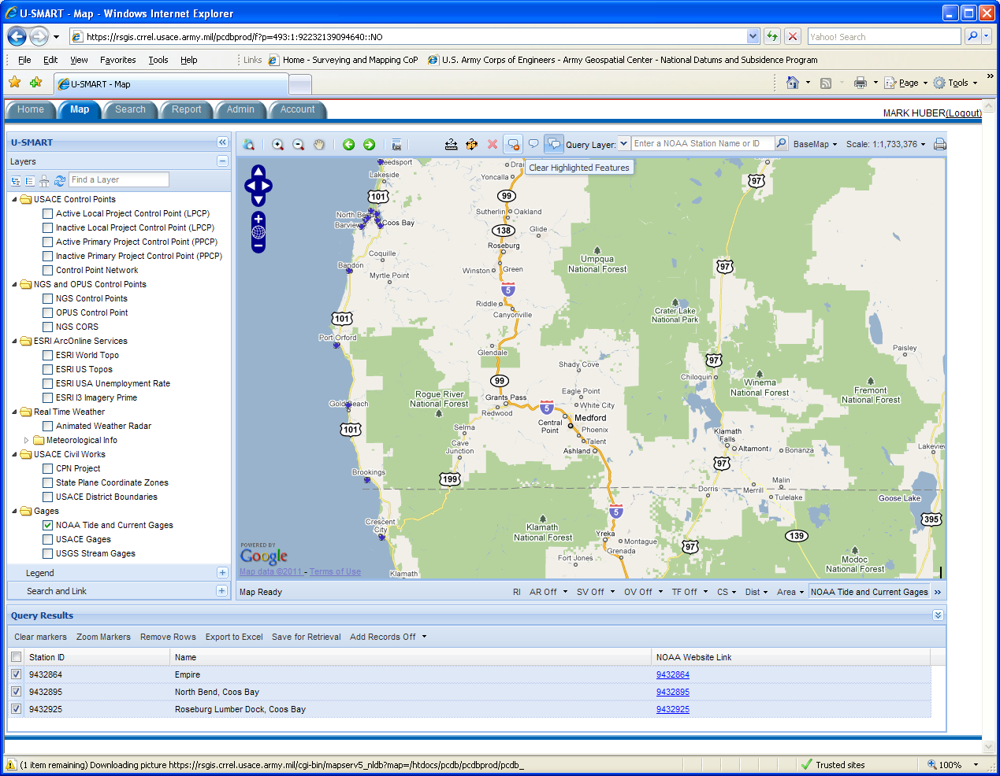 U-SMART - Map - Windows Internet Explorer
https://rsgis.crrel.usace.army.mil/pcdbprod/f?p=493:1:92232139094640::NO
Yahoo! Search
File Edit View Favorites Tools Help
Links Home - Surveying and Mapping CoP U.S. Army Corps of Engineers - Army Geospatial Center - National Datums and Subsidence Program
U-SMART - Map
Page Tools
Home Map Search Report Admin Account
MARK HUBER(Logout)
U-SMART
Layers
Find a Layer
USACE Control Points
Active Local Project Control Point (LPCP)
Inactive Local Project Control Point (LPCP)
Active Primary Project Control Point (PPCP)
Inactive Primary Project Control Point (PPCP)
Control Point Network
NGS and OPUS Control Points
NGS Control Points
OPUS Control Point
NGS CORS
ESRI ArcOnline Services
ESRI World Topo
ESRI US Topos
ESRI USA Unemployment Rate
ESRI I3 Imagery Prime
Real Time Weather
Animated Weather Radar
Meteorological Info
USACE Civil Works
CPN Project
State Plane Coordinate Zones
USACE District Boundaries
Gages
NOAA Tide and Current Gages
USACE Gages
USGS Stream Gages
Legend
Search and Link
Query Layer: Enter a NOAA Station Name or ID BaseMap Scale: 1:1,733,376
Clear Highlighted Features
Reedsport
Lakeside
Yoncalla
101
99
97
Sutherlin Oakland
North Bend
Barview
Coos Bay
138
Glide
Roseburg
Coquille
Umpqua
National Forest
Bandon
Winston Green
97
Myrtle Point
5
Riddle
Canyonville
Crater Lake
National Park
101
Port Orford
Glendale
Paisley
Shady Cove
97
99
Chiloquin
Winema
National Forest
Fremont
National Forest
Rogue River
National Forest
Eagle Point
Grants Pass
White City
Gold Beach
Redwood
5
Medford
Central
Point
Selma
Phoenix
101
Klamath
Falls
Cave
Junction
Talent
Altamont
Bonanza
Lakeview
Ashland
97
Brookings
199
Malin
Dorris
Merrill
Tulelake
Goose Lake
5
Crescent
City
Klamath
National Forest
395
Yreka
Montague
139
97
Grenada
Fort Jones
Modoc
National Forest
Klamath
POWERED BY
Google
Map data ©2011 - Terms of Use
Map Ready
RI AR Off SV Off OV Off TF Off CS Dist Area NOAA Tide and Current Gages
Query Results
Clear markers Zoom Markers Remove Rows Export to Excel Save for Retrieval Add Records Off
Station ID Name NOAA Website Link
9432864 Empire 9432864
9432895 North Bend, Coos Bay 9432895
9432925 Roseburg Lumber Dock, Coos Bay 9432925
(1 item remaining) Downloading picture https://rsgis.crrel.usace.army.mil/cgi-bin/mapserv5_nldb?map=/htdocs/pcdb/pcdbprod/pcdb_
Trusted sites
100%